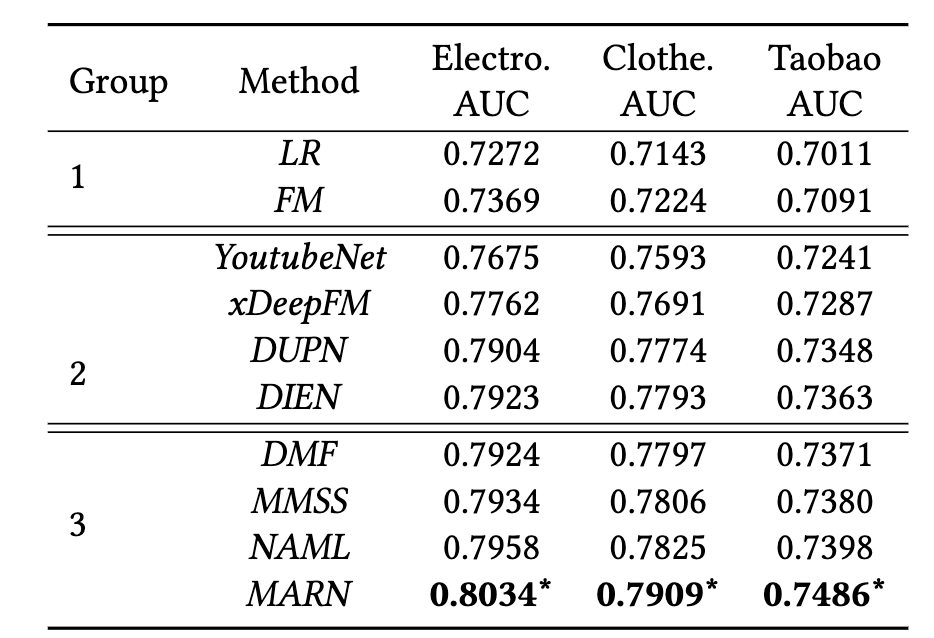 Group Method Electro. AUC Clothe. AUC Taobao AUC
1
LR 0.7272 0.7143 0.7011
FM 0.7369 0.7224 0.7091
2
YoutubeNet 0.7675 0.7593 0.7241
xDeepFM 0.7762 0.7691 0.7287
DUPN 0.7904 0.7774 0.7348
DIEN 0.7923 0.7793 0.7363
3
DMF 0.7924 0.7797 0.7371
MMSS 0.7934 0.7806 0.7380
NAML 0.7958 0.7825 0.7398
MARN 0.8034* 0.7909* 0.7486*